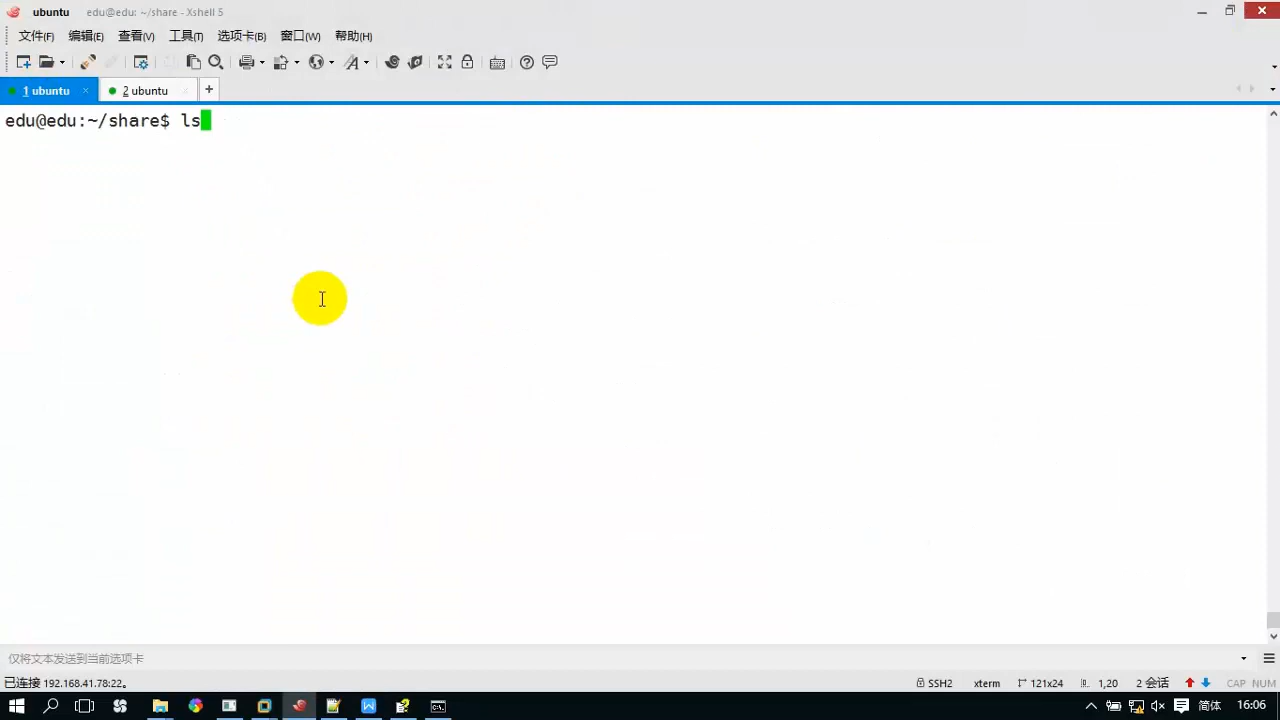 ubuntu edu@edu: ~/share - Xshell 5
文件(F) 编辑(E) 查看(V) 工具(T) 选项卡(B) 窗口(W) 帮助(H)
1 ubuntu 2 ubuntu +
edu@edu:~/share$ ls
仅将文本发送到当前选项卡
已连接 192.168.41.78:22。 SSH2 xterm 121x24 1,20 2 会话 CAP NUM
简体 16:06